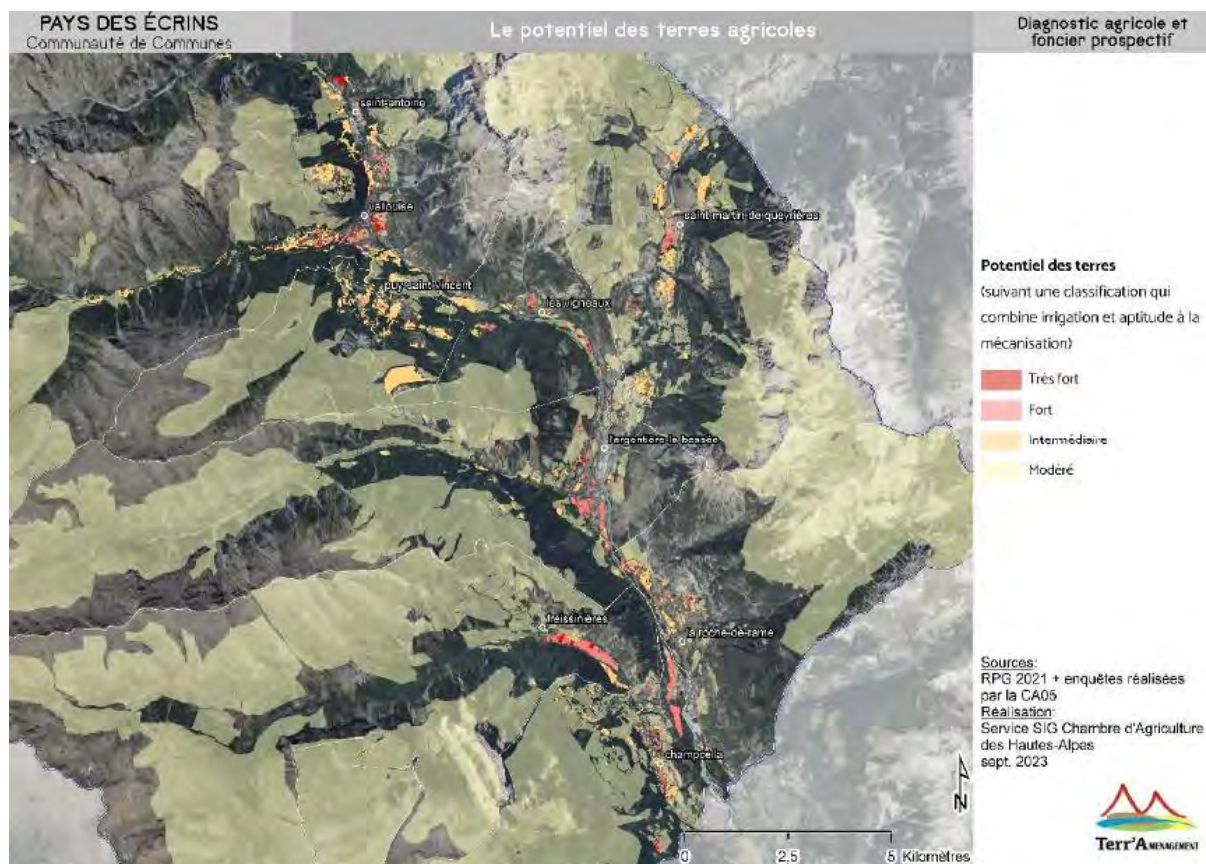 PAYS DES ÉCRINS
Communauté de Communes
Le potentiel des terres agricoles
Diagnostic agricole et
foncier prospectif
saint-antoine
vallouise
saint-martin-de-queyrières
puy-saint-vincent
les vigneaux
l'argentière-la-bessée
freissinières
la roche-de-rame
champcella
Potentiel des terres
(suivant une classification qui
combine irrigation et aptitude à la
mécanisation)
Très fort
Fort
Intermédiaire
Modéré
Sources:
RPG 2021 + enquêtes réalisées
par la CA05
Réalisation:
Service SIG Chambre d'Agriculture
des Hautes-Alpes
sept. 2023
N
0 2,5 5 Kilomètres
Terr'AMENAGEMENT